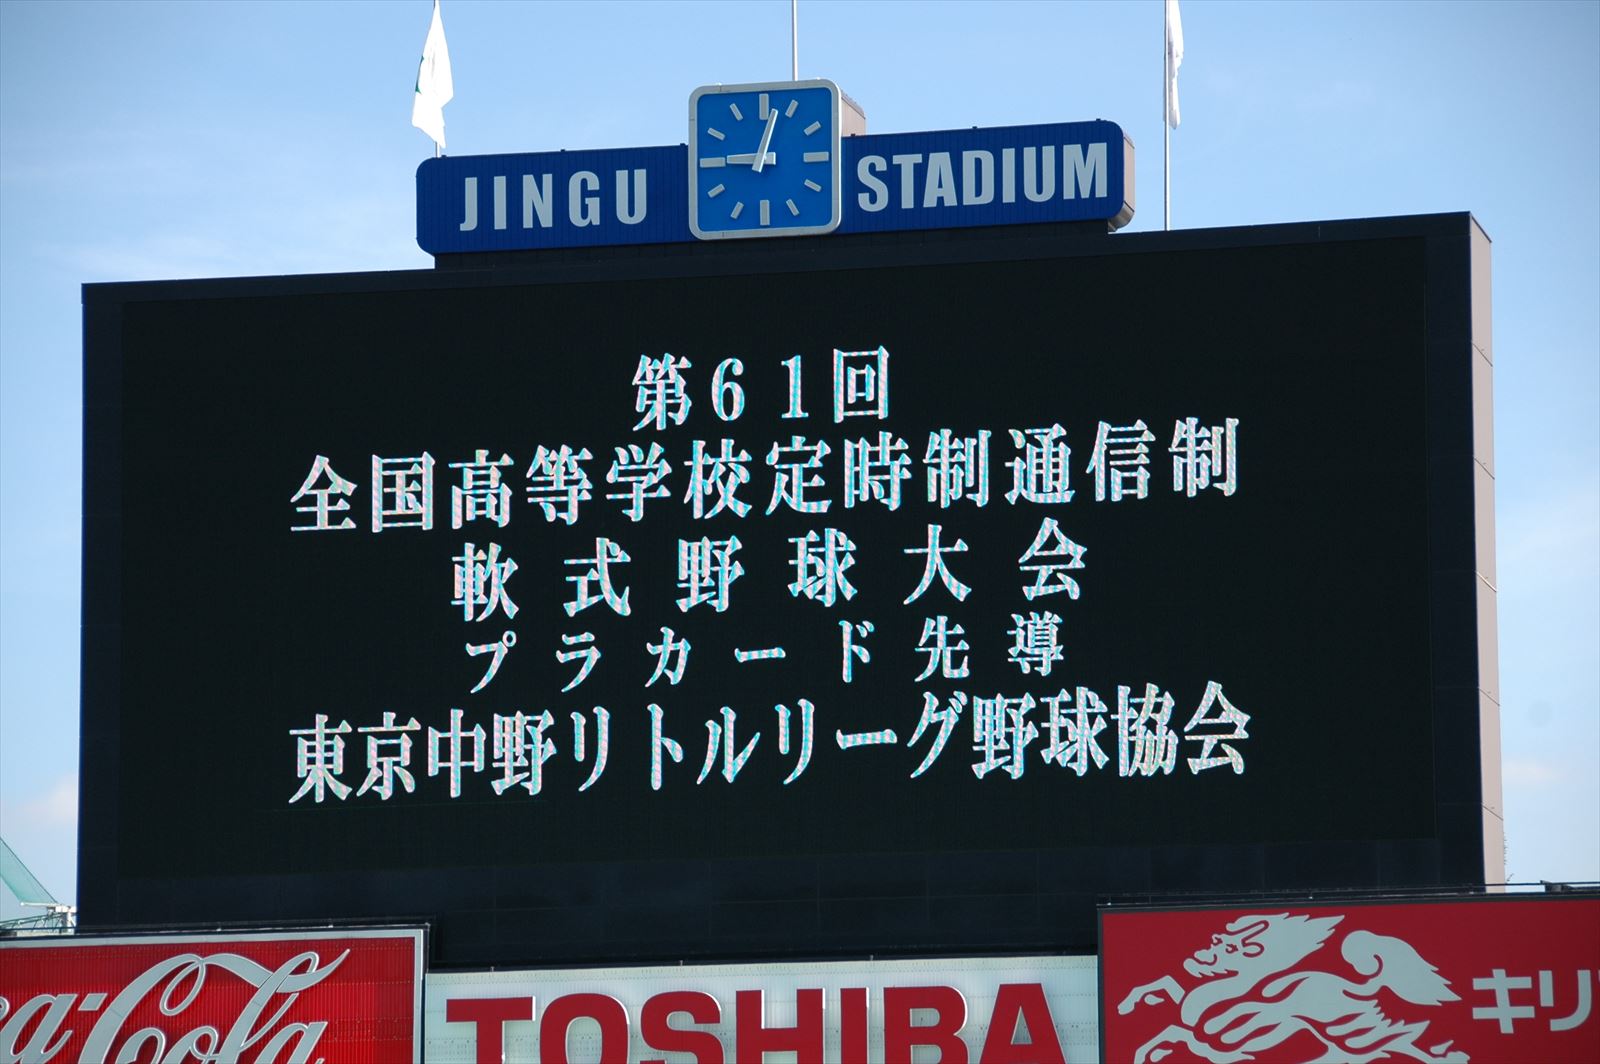 JINGU STADIUM
第61回
全国高等学校定時制通信制
軟式野球大会
プラカード先導
東京中野リトルリーグ野球協会
TOSHIBA
キリ